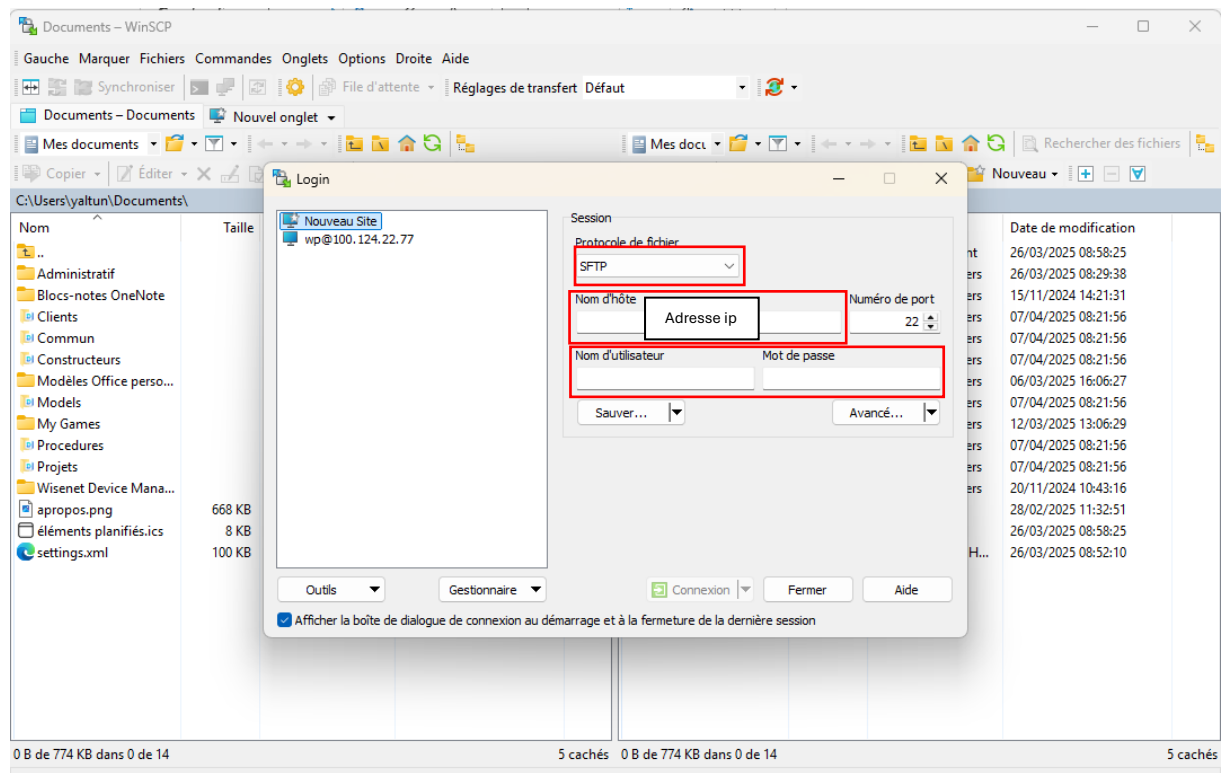 Documents – WinSCP
Gauche Marquer Fichiers Commandes Onglets Options Droite Aide
Synchroniser File d'attente Réglages de transfert Défaut
Documents – Documents Nouvel onglet
Mes documents Mes docu Rechercher des fichiers
Copier Éditer Nouveau
C:\Users\yaltun\Documents\
Nom Taille Date de modification
.. nt 26/03/2025 08:58:25
Administratif ers 26/03/2025 08:29:38
Blocs-notes OneNote ers 15/11/2024 14:21:31
Clients ers 07/04/2025 08:21:56
Commun ers 07/04/2025 08:21:56
Constructeurs ers 07/04/2025 08:21:56
Modèles Office perso... ers 06/03/2025 16:06:27
Models ers 07/04/2025 08:21:56
My Games ers 12/03/2025 13:06:29
Procedures ers 07/04/2025 08:21:56
Projets ers 07/04/2025 08:21:56
Wisenet Device Mana... ers 20/11/2024 10:43:16
apropos.png 668 KB 28/02/2025 11:32:51
éléments planifiés.ics 8 KB 26/03/2025 08:58:25
settings.xml 100 KB H... 26/03/2025 08:52:10
Login
Nouveau Site
wp@100.124.22.77
Session
Protocole de fichier
SFTP
Nom d'hôte Numéro de port
Adresse ip 22
Nom d'utilisateur Mot de passe
Sauver... Avancé...
Outils Gestionnaire Connexion Fermer Aide
Afficher la boîte de dialogue de connexion au démarrage et à la fermeture de la dernière session
0 B de 774 KB dans 0 de 14 5 cachés 0 B de 774 KB dans 0 de 14 5 cachés